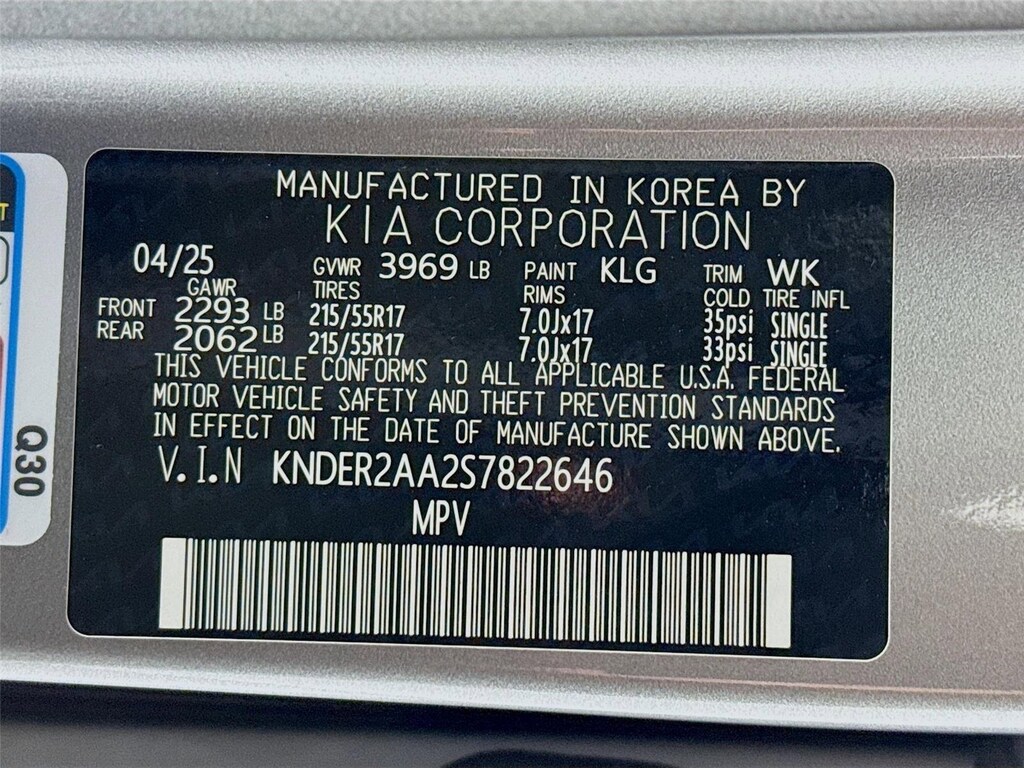 MANUFACTURED IN KOREA BY
KIA CORPORATION
04/25 GVWR 3969 LB PAINT KLG TRIM WK
GAWR TIRES RIMS COLD TIRE INFL
FRONT 2293 LB 215/55R17 7.0Jx17 35psi SINGLE
REAR 2062 LB 215/55R17 7.0Jx17 33psi SINGLE
THIS VEHICLE CONFORMS TO ALL APPLICABLE U.S.A. FEDERAL
MOTOR VEHICLE SAFETY AND THEFT PREVENTION STANDARDS
IN EFFECT ON THE DATE OF MANUFACTURE SHOWN ABOVE.
V.I.N KNDER2AA2S7822646
MPV
Q30